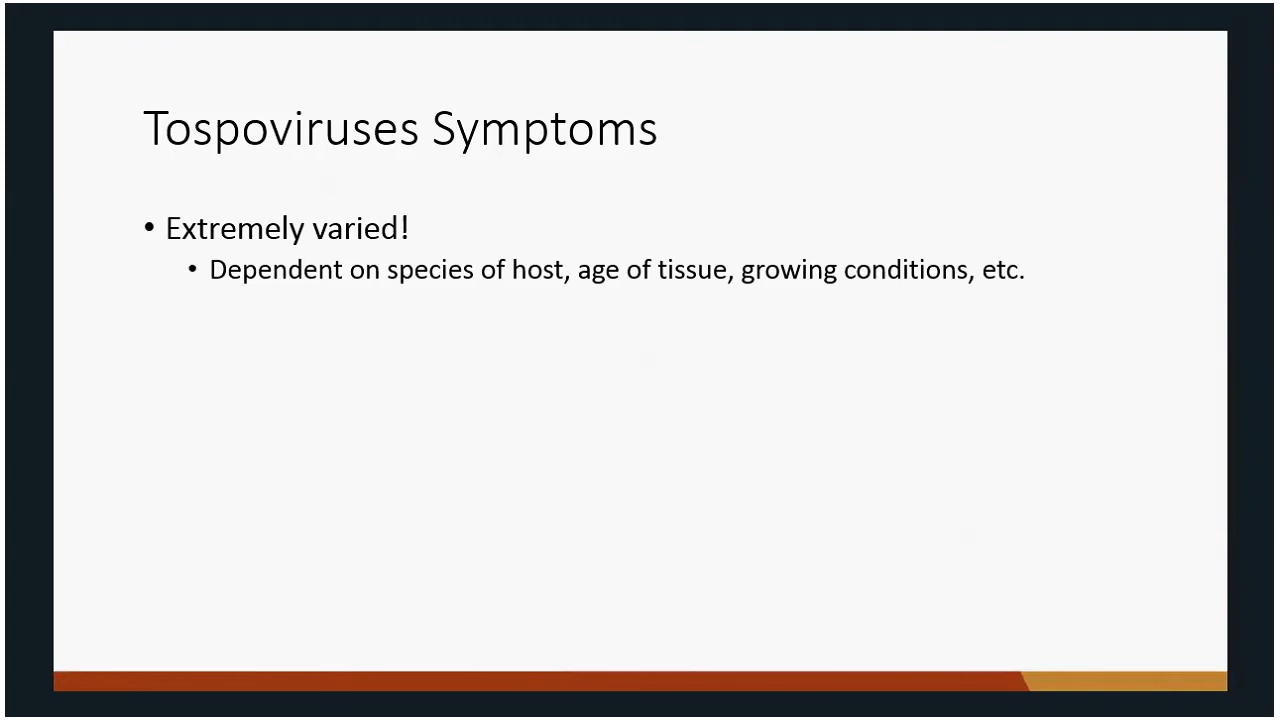 Tospoviruses Symptoms
• Extremely varied!
• Dependent on species of host, age of tissue, growing conditions, etc.